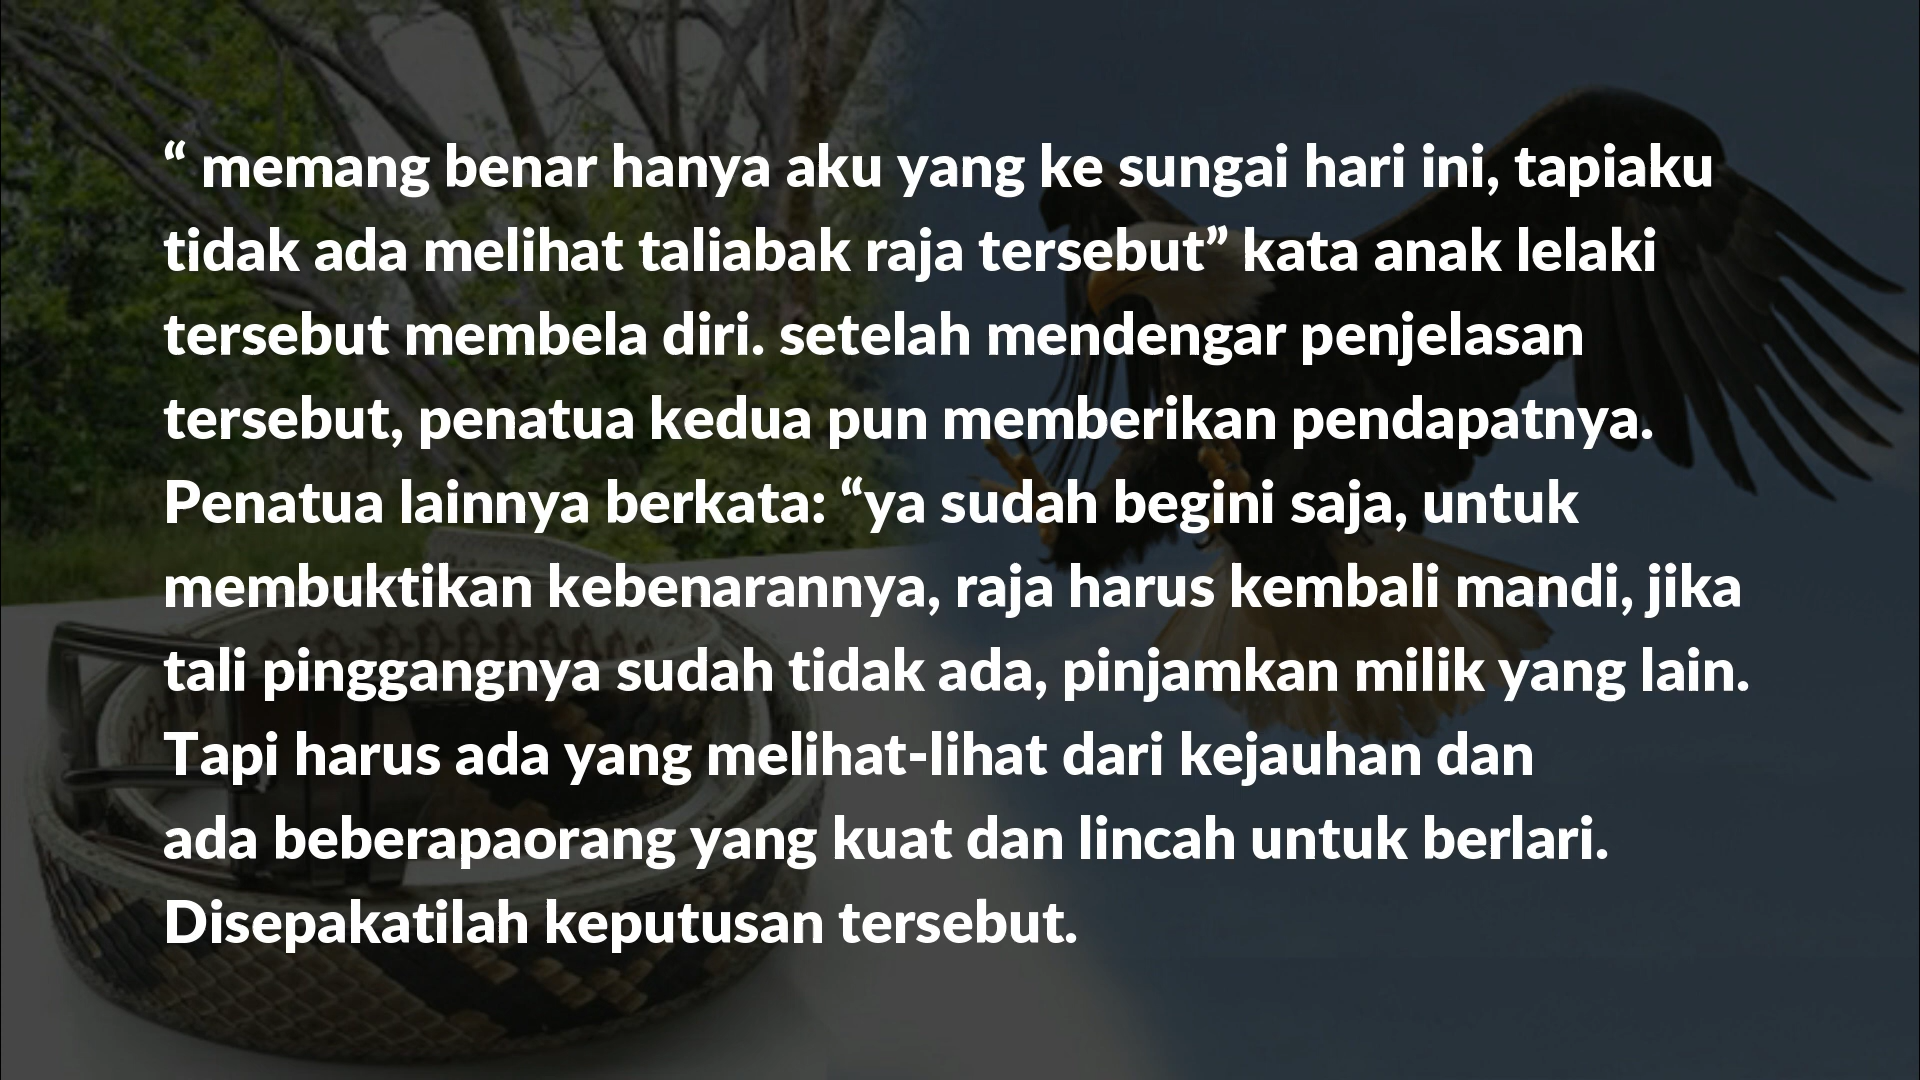 “ memang benar hanya aku yang ke sungai hari ini, tapiaku
tidak ada melihat taliabak raja tersebut” kata anak lelaki
tersebut membela diri. setelah mendengar penjelasan
tersebut, penatua kedua pun memberikan pendapatnya.
Penatua lainnya berkata: “ya sudah begini saja, untuk
membuktikan kebenarannya, raja harus kembali mandi, jika
tali pinggangnya sudah tidak ada, pinjamkan milik yang lain.
Tapi harus ada yang melihat-lihat dari kejauhan dan
ada beberapaorang yang kuat dan lincah untuk berlari.
Disepakatilah keputusan tersebut.